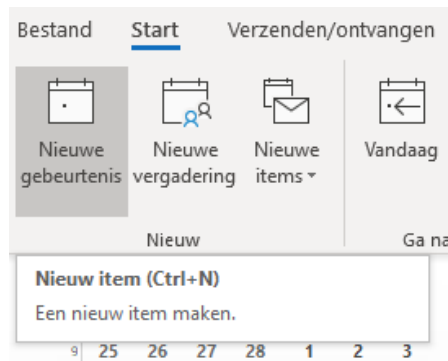 Bestand Start Verzenden/ontvangen
Nieuwe gebeurtenis
Nieuwe vergadering
Nieuwe items
Vandaag
Nieuw
Ga na
Nieuw item (Ctrl+N)
Een nieuw item maken.
9 25 26 27 28 1 2 3